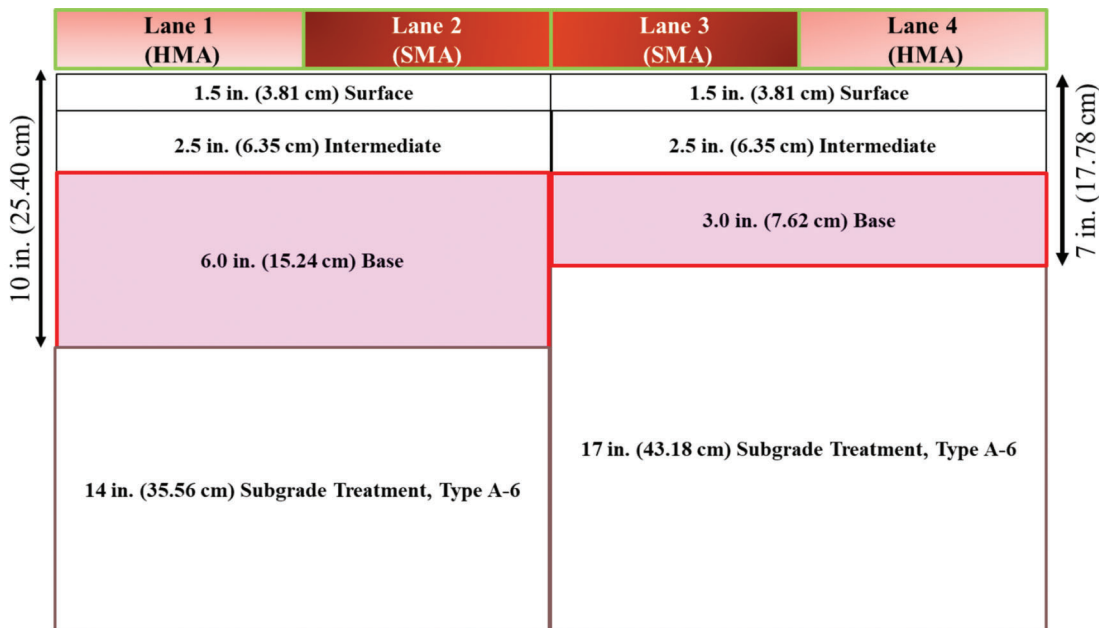 Lane 1
(HMA)
Lane 2
(SMA)
Lane 3
(SMA)
Lane 4
(HMA)
10 in. (25.40 cm)
1.5 in. (3.81 cm) Surface
1.5 in. (3.81 cm) Surface
7 in. (17.78 cm)
2.5 in. (6.35 cm) Intermediate
2.5 in. (6.35 cm) Intermediate
6.0 in. (15.24 cm) Base
3.0 in. (7.62 cm) Base
14 in. (35.56 cm) Subgrade Treatment, Type A-6
17 in. (43.18 cm) Subgrade Treatment, Type A-6